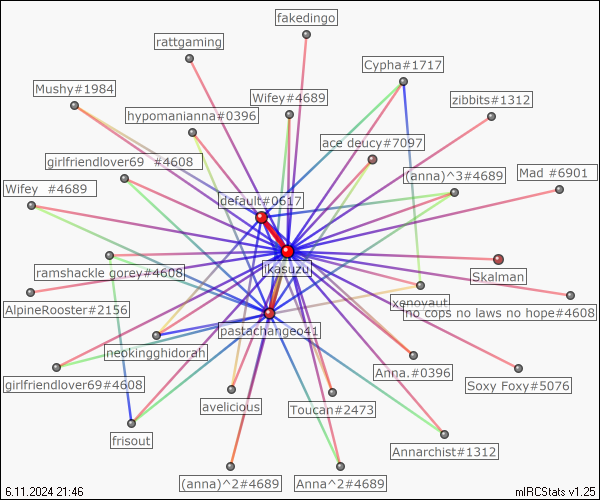 fakedingo
rattgaming
Cypha#1717
Mushy#1984
Wifey#4689
zibbits#1312
hypomanianna#0396
ace deucy#7097
girlfriendlover69 #4608
(anna)^3#4689
Mad #6901
Wifey #4689
default#0617
ikasuzu
ramshackle gorey#4608
Skalman
xenoyaut
AlpineRooster#2156
no cops no laws no hope#4608
pastachangeo41
neokingghidorah
Anna.#0396
girlfriendlover69#4608
Soxy Foxy#5076
avelicious
Toucan#2473
frisout
Annarchist#1312
(anna)^2#4689
Anna^2#4689
6.11.2024 21:46
mIRCStats v1.25